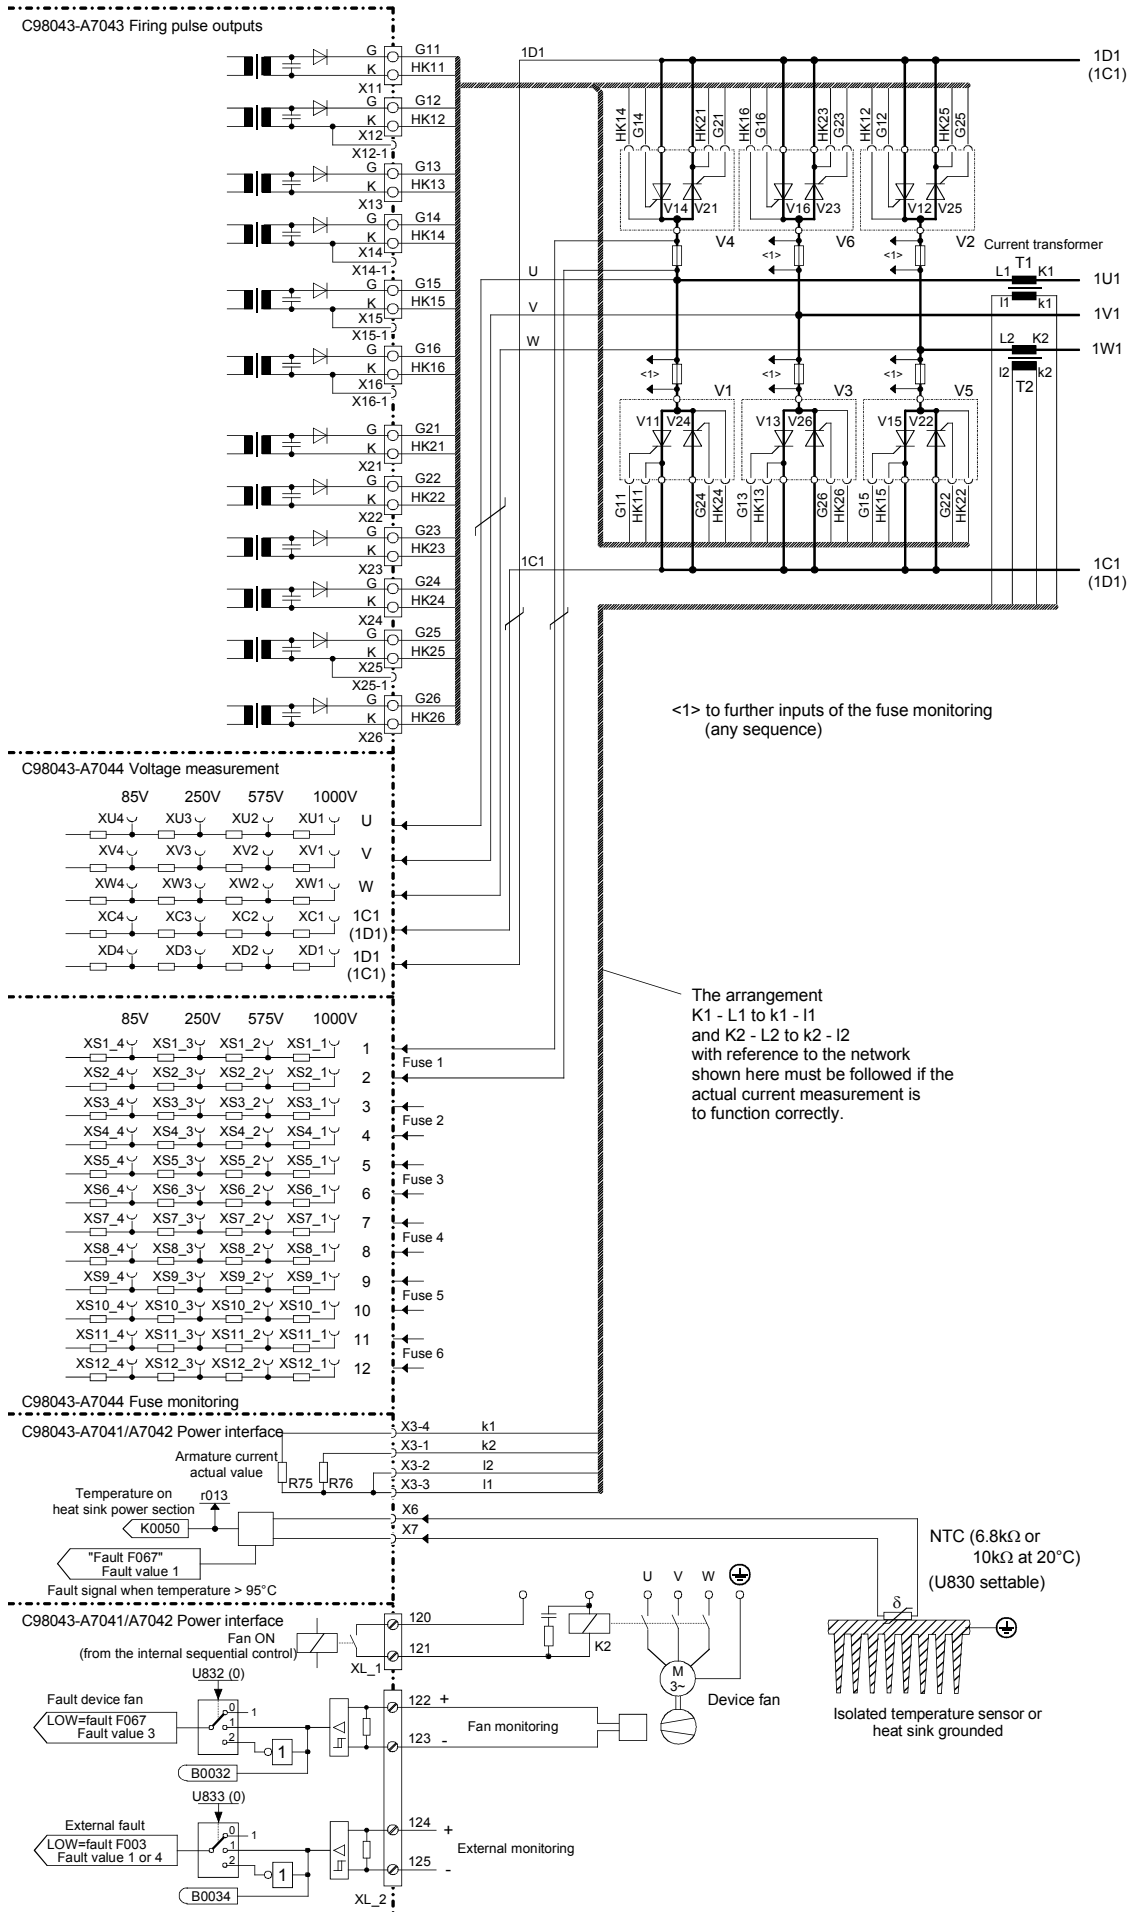 C98043-A7043 Firing pulse outputs
G G11
K HK11
X11
G G12
K HK12
X12
X12-1
G G13
K HK13
X13
G G14
K HK14
X14
X14-1
G G15
K HK15
X15
X15-1
G G16
K HK16
X16
X16-1
G G21
K HK21
X21
G G22
K HK22
X22
G G23
K HK23
X23
G G24
K HK24
X24
G G25
K HK25
X25
X25-1
G G26
K HK26
X26
1D1
1D1
(1C1)
HK14 G14 HK21 G21 HK16 G16 HK23 G23 HK12 G12 HK25 G25
V14 V21 V16 V23 V12 V25
V4 V6 V2
<1> <1>
Current transformer
T1
L1 K1
l1 k1
U 1U1
V 1V1
W 1W1
L2 K2
l2 k2
T2
<1> <1> <1>
V1 V3 V5
V11 V24 V13 V26 V15 V22
G11 HK11 G24 HK24 G13 HK13 G26 HK26 G15 HK15 G22 HK22
1C1
1C1
(1D1)
<1> to further inputs of the fuse monitoring
(any sequence)
C98043-A7044 Voltage measurement
85V 250V 575V 1000V
XU4 XU3 XU2 XU1 U
XV4 XV3 XV2 XV1 V
XW4 XW3 XW2 XW1 W
XC4 XC3 XC2 XC1 1C1
(1D1)
XD4 XD3 XD2 XD1 1D1
(1C1)
The arrangement
K1 - L1 to k1 - l1
and K2 - L2 to k2 - l2
with reference to the network
shown here must be followed if the
actual current measurement is
to function correctly.
85V 250V 575V 1000V
XS1_4 XS1_3 XS1_2 XS1_1 1
Fuse 1
XS2_4 XS2_3 XS2_2 XS2_1 2
XS3_4 XS3_3 XS3_2 XS3_1 3
Fuse 2
XS4_4 XS4_3 XS4_2 XS4_1 4
XS5_4 XS5_3 XS5_2 XS5_1 5
Fuse 3
XS6_4 XS6_3 XS6_2 XS6_1 6
XS7_4 XS7_3 XS7_2 XS7_1 7
Fuse 4
XS8_4 XS8_3 XS8_2 XS8_1 8
XS9_4 XS9_3 XS9_2 XS9_1 9
Fuse 5
XS10_4 XS10_3 XS10_2 XS10_1 10
XS11_4 XS11_3 XS11_2 XS11_1 11
Fuse 6
XS12_4 XS12_3 XS12_2 XS12_1 12
C98043-A7044 Fuse monitoring
C98043-A7041/A7042 Power interface
X3-4 k1
X3-1 k2
X3-2 l2
X3-3 l1
Armature current
actual value
R75 R76
Temperature on
heat sink power section
r013
K0050
X6
X7
"Fault F067"
Fault value 1
Fault signal when temperature > 95°C
NTC (6.8kΩ or
10kΩ at 20°C)
(U830 settable)
δ
Isolated temperature sensor or
heat sink grounded
C98043-A7041/A7042 Power interface
Fan ON
(from the internal sequential control)
120
121
XL_1
K2
U V W
M
3~
Device fan
U832 (0)
Fault device fan
LOW=fault F067
Fault value 3
0 1
1
2
1
B0032
122 +
Fan monitoring
123 -
U833 (0)
External fault
LOW=fault F003
Fault value 1 or 4
0 1
1
2
1
B0034
124 +
External monitoring
125 -
XL_2